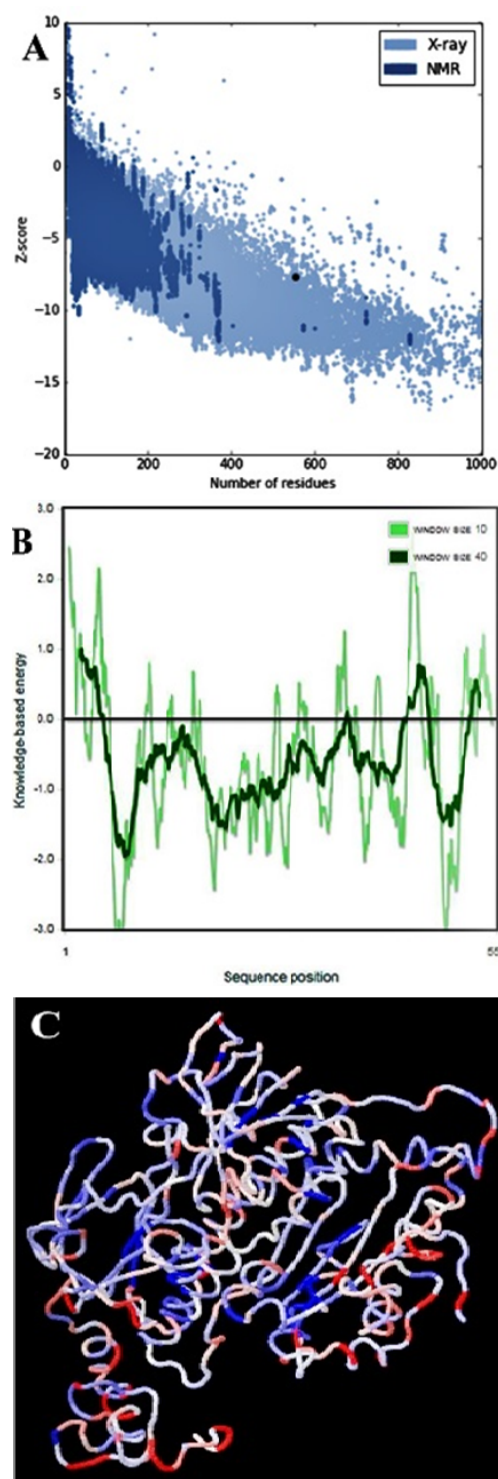 A
X-ray
NMR
10
5
0
−5
−10
−15
−20
Z-score
0
200
400
600
800
1000
Number of residues
B
WINDOW SIZE 10
WINDOW SIZE 40
3.0
2.0
1.0
0.0
-1.0
-2.0
-3.0
Knowledge-based energy
1
55
Sequence position
C